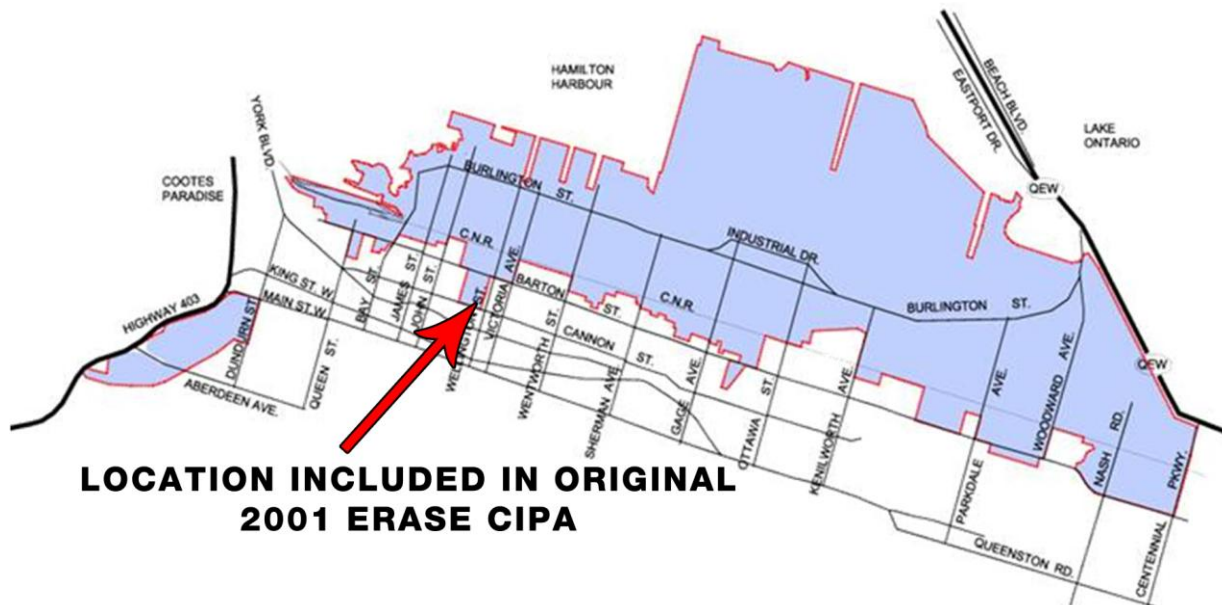 HAMILTON
HARBOUR
BEACH BLVD.
EASTPORT DR.
LAKE
ONTARIO
YORK BLVD.
COOTES
PARADISE
QEW
BURLINGTON ST.
INDUSTRIAL DR.
C.N.R.
C.N.R.
BURLINGTON ST.
BARTON ST.
KING ST. W.
MAIN ST.W.
HIGHWAY 403
CANNON ST.
QEW
DUNDURN ST.
ABERDEEN AVE.
QUEEN ST.
BAY ST.
JAMES ST.
JOHN ST.
WELLINGTON ST.
VICTORIA AVE.
WENTWORTH ST.
SHERMAN AVE.
GAGE AVE.
OTTAWA ST.
KENILWORTH AVE.
PARKDALE AVE.
WOODWARD AVE.
NASH RD.
CENTENNIAL PKWY.
QUEENSTON RD.
LOCATION INCLUDED IN ORIGINAL
2001 ERASE CIPA